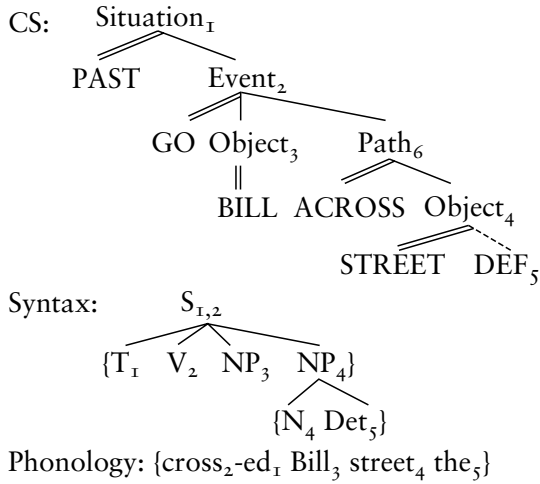 CS: Situation₁
PAST Event₂
GO Object₃ Path₆
BILL ACROSS Object₄
STREET DEF₅
Syntax: S₁,₂
{T₁ V₂ NP₃ NP₄}
{N₄ Det₅}
Phonology: {cross₂-ed₁ Bill₃ street₄ the₅}